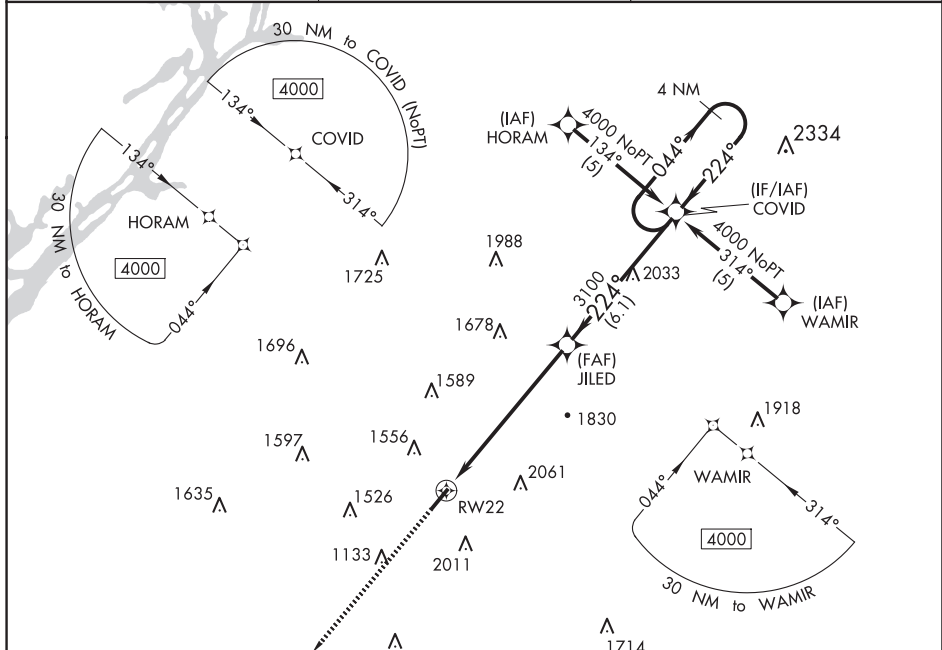 30 NM to COVID (NoPT)
4000
134°
COVID
314°
134°
HORAM
4000
30 NM to HORAM
044°
4 NM
(IAF)
HORAM
4000 NoPT
134°
(5)
044°
224°
2334
(IF/IAF)
COVID
4000 NoPT
314°
(5)
(IAF)
WAMIR
1725
1988
2033
3100
224°
(6.1)
1678
(FAF)
JILED
1696
1589
1830
1918
1597
1556
WAMIR
044°
314°
4000
30 NM to WAMIR
1635
1526
2061
RW22
1133
2011
1714